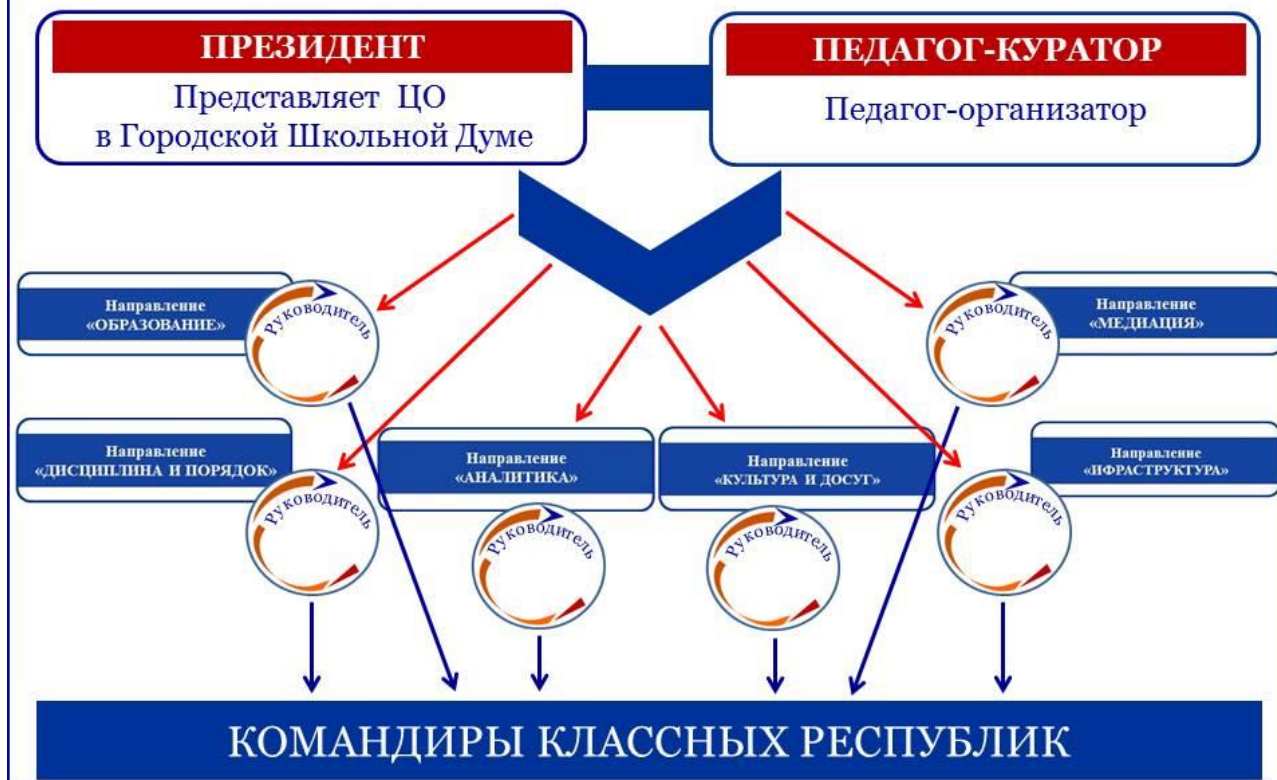 ПРЕЗИДЕНТ
Представляет ЦО
в Городской Школьной Думе
ПЕДАГОГ-КУРАТОР
Педагог-организатор
Направление
«ОБРАЗОВАНИЕ»
Руководитель
Направление
«МЕДИАЦИЯ»
Руководитель
Направление
«ДИСЦИПЛИНА И ПОРЯДОК»
Руководитель
Направление
«АНАЛИТИКА»
Руководитель
Направление
«КУЛЬТУРА И ДОСУГ»
Руководитель
Направление
«ИФРАСТРУКТУРА»
Руководитель
КОМАНДИРЫ КЛАССНЫХ РЕСПУБЛИК